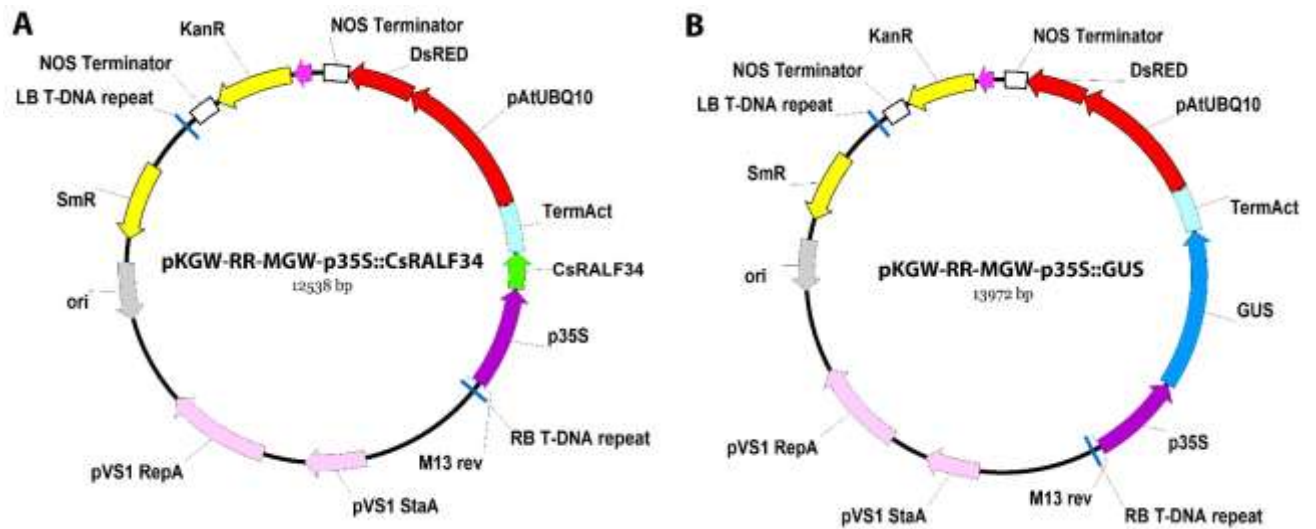 A
KanR
NOS Terminator
DsRED
NOS Terminator
LB T-DNA repeat
pAtUBQ10
SmR
TermAct
pKGW-RR-MGW-p35S::CsRALF34
12538 bp
CsRALF34
ori
p35S
RB T-DNA repeat
M13 rev
pVS1 RepA
pVS1 StaA
B
KanR
NOS Terminator
DsRED
NOS Terminator
LB T-DNA repeat
pAtUBQ10
SmR
TermAct
pKGW-RR-MGW-p35S::GUS
13972 bp
ori
GUS
p35S
pVS1 RepA
M13 rev
RB T-DNA repeat
pVS1 StaA